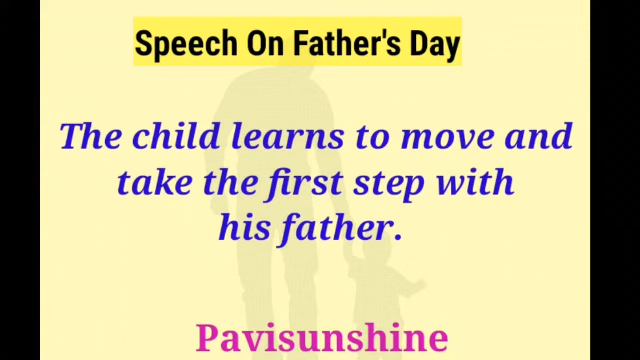 Speech On Father's Day
The child learns to move and
take the first step with
his father.
Pavisunshine